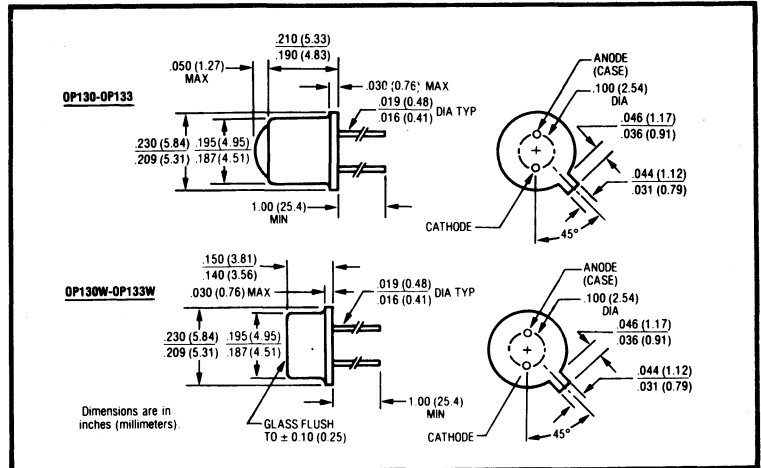 OP130-OP133
.210 (5.33)
.190 (4.83)
.050 (1.27)
MAX
.030 (0.76) MAX
.019 (0.48) DIA TYP
.016 (0.41)
.230 (5.84) .195 (4.95)
.209 (5.31) .187 (4.51)
1.00 (25.4)
MIN
ANODE
(CASE)
.100 (2.54)
DIA
.046 (1.17)
.036 (0.91)
.044 (1.12)
.031 (0.79)
CATHODE
45°
OP130W-OP133W
.150 (3.81)
.140 (3.56)
.030 (0.76) MAX
.019 (0.48) DIA TYP
.016 (0.41)
.230 (5.84) .195 (4.95)
.209 (5.31) .187 (4.51)
1.00 (25.4)
MIN
GLASS FLUSH
TO ± 0.10 (0.25)
Dimensions are in
inches (millimeters).
ANODE
(CASE)
.100 (2.54)
DIA
.046 (1.17)
.036 (0.91)
.044 (1.12)
.031 (0.79)
CATHODE
45°